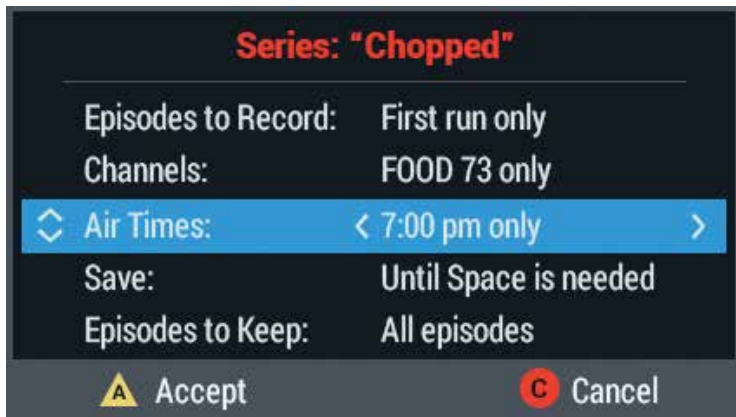 Series: "Chopped"
Episodes to Record: First run only
Channels: FOOD 73 only
Air Times: < 7:00 pm only >
Save: Until Space is needed
Episodes to Keep: All episodes
A Accept C Cancel